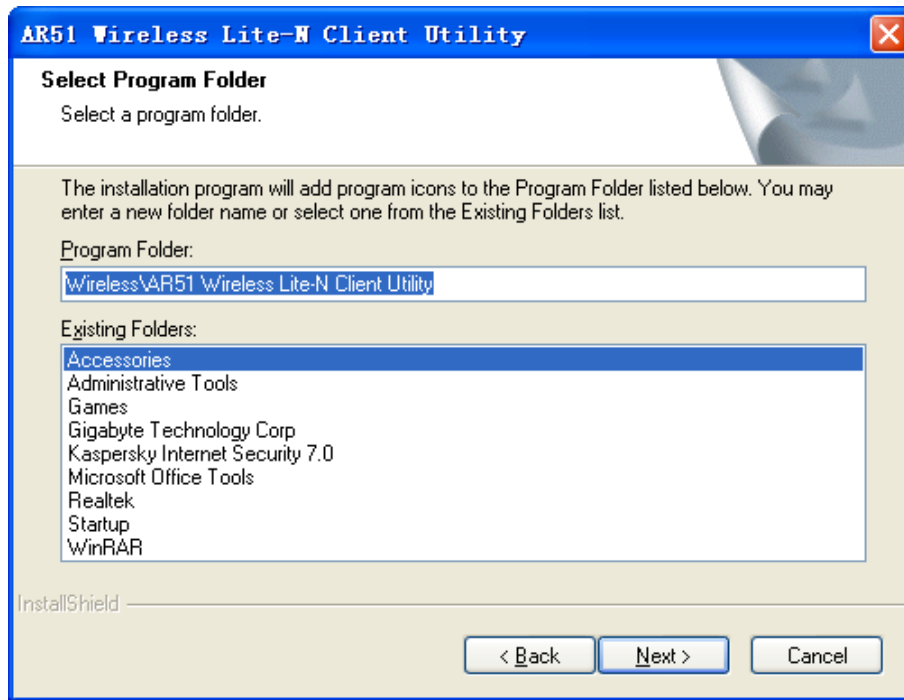 AR51 Wireless Lite-N Client Utility
Select Program Folder
Select a program folder.
The installation program will add program icons to the Program Folder listed below. You may
enter a new folder name or select one from the Existing Folders list.
Program Folder:
Wireless\AR51 Wireless Lite-N Client Utility
Existing Folders:
Accessories
Administrative Tools
Games
Gigabyte Technology Corp
Kaspersky Internet Security 7.0
Microsoft Office Tools
Realtek
Startup
WinRAR
InstallShield
< Back
Next >
Cancel